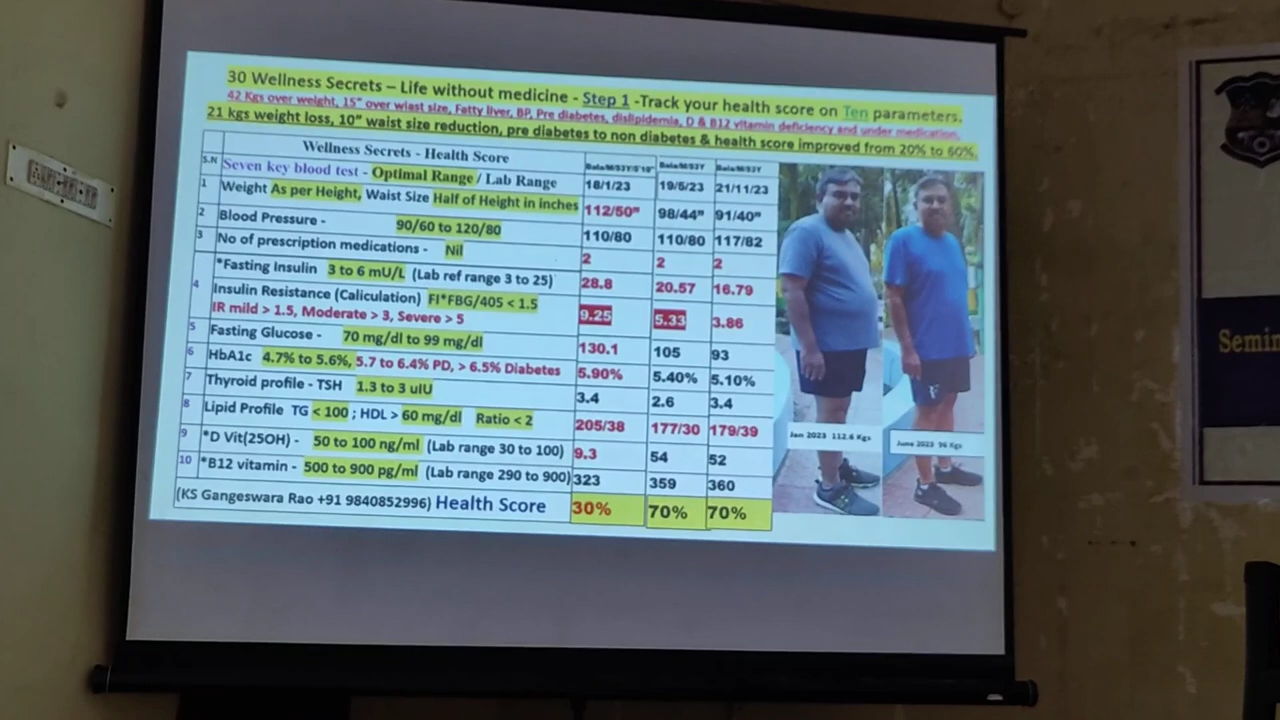 30 Wellness Secrets – Life without medicine - Step 1 -Track your health score on Ten parameters.
42 Kgs over weight, 15" over wiast size, Fatty liver, BP, Pre diabetes, dislipidemia, D & B12 vitamin deficiency and under medication.
21 kgs weight loss, 10" waist size reduction, pre diabetes to non diabetes & health score improved from 20% to 60%.
Wellness Secrets - Health Score
S.N Seven key blood test - Optimal Range / Lab Range 18/1/23 19/5/23 21/11/23
1 Weight As per Height, Waist Size Half of Height in inches 112/50" 98/44" 91/40"
2 Blood Pressure - 90/60 to 120/80 110/80 110/80 117/82
3 No of prescription medications - Nil 2 2 2
4 *Fasting Insulin 3 to 6 mU/L (Lab ref range 3 to 25) 28.8 20.57 16.79
Insulin Resistance (Caliculation) FI*FBG/405 < 1.5
IR mild > 1.5, Moderate > 3, Severe > 5 9.25 5.33 3.86
5 Fasting Glucose - 70 mg/dl to 99 mg/dl 130.1 105 93
6 HbA1c 4.7% to 5.6%, 5.7 to 6.4% PD, > 6.5% Diabetes 5.90% 5.40% 5.10%
7 Thyroid profile - TSH 1.3 to 3 uIU 3.4 2.6 3.4
8 Lipid Profile TG < 100 ; HDL > 60 mg/dl Ratio < 2 205/38 177/30 179/39
9 *D Vit(25OH) - 50 to 100 ng/ml (Lab range 30 to 100) 9.3 54 52
10 *B12 vitamin - 500 to 900 pg/ml (Lab range 290 to 900) 323 359 360
(KS Gangeswara Rao +91 9840852996) Health Score 30% 70% 70%
Jan 2023 112.6 Kgs
June 2023 96 Kgs